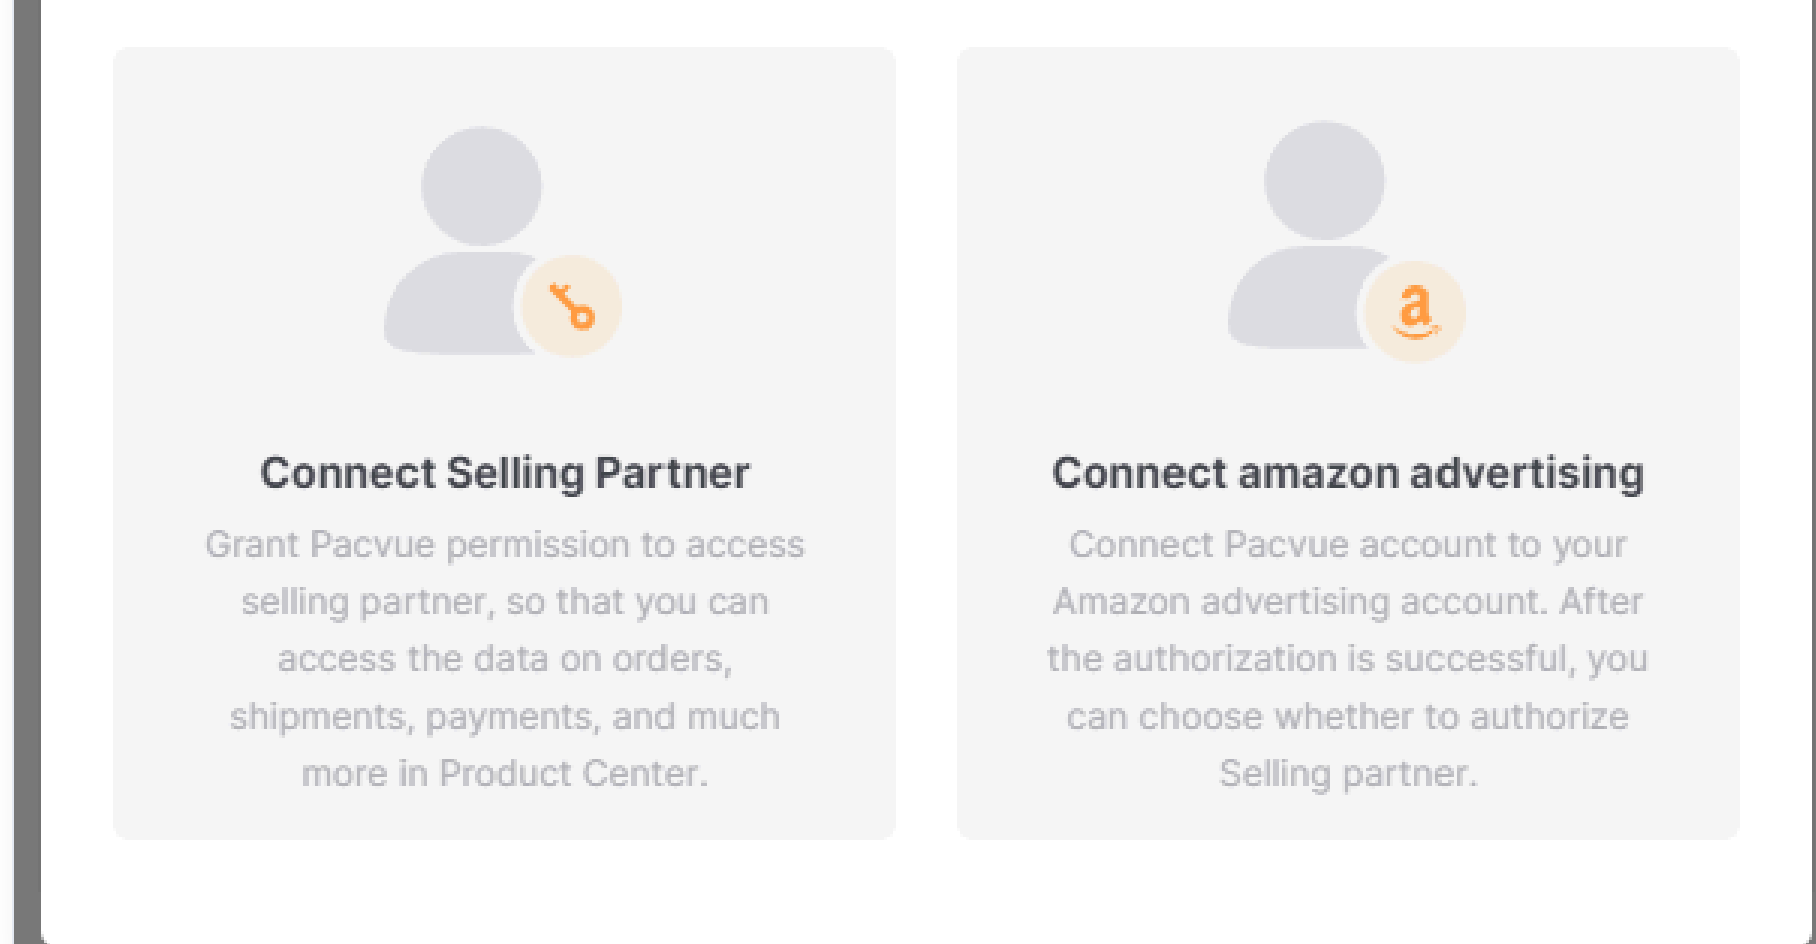 Connect Selling Partner
Grant Pacvue permission to access
selling partner, so that you can
access the data on orders,
shipments, payments, and much
more in Product Center.
Connect amazon advertising
Connect Pacvue account to your
Amazon advertising account. After
the authorization is successful, you
can choose whether to authorize
Selling partner.